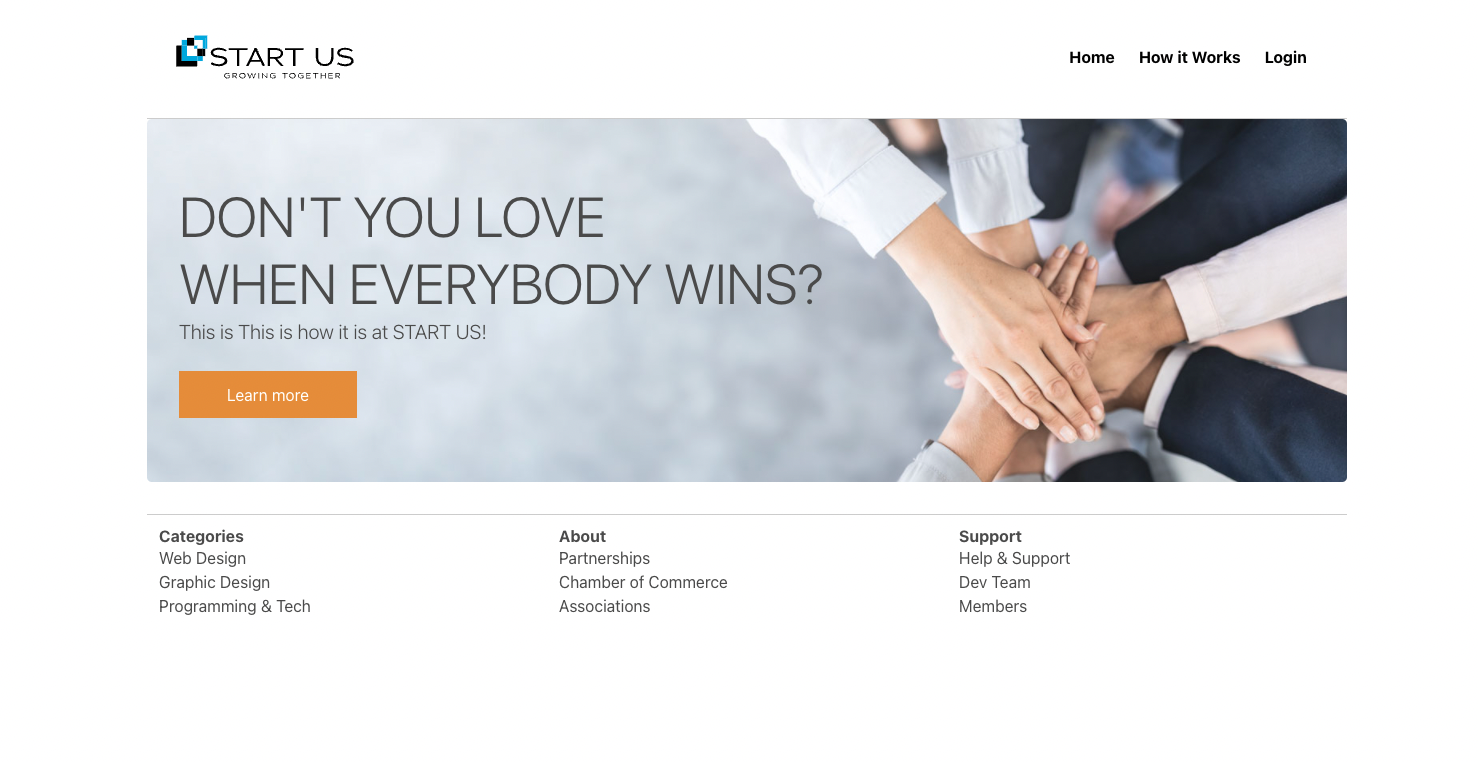 START US
GROWING TOGETHER
Home How it Works Login
DON'T YOU LOVE
WHEN EVERYBODY WINS?
This is This is how it is at START US!
Learn more
Categories
Web Design
Graphic Design
Programming & Tech
About
Partnerships
Chamber of Commerce
Associations
Support
Help & Support
Dev Team
Members